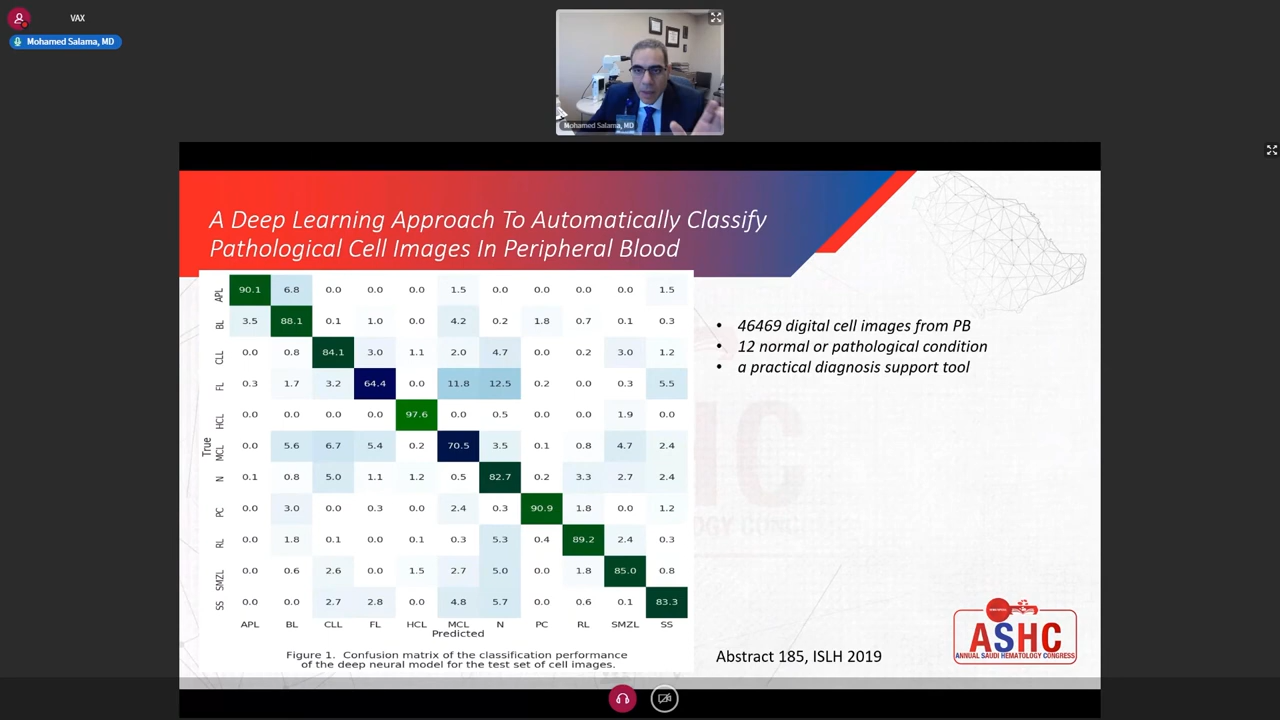 VAX
Mohamed Salama, MD
Mohamed Salama, MD
A Deep Learning Approach To Automatically Classify
Pathological Cell Images In Peripheral Blood
APL 90.1 6.8 0.0 0.0 0.0 1.5 0.0 0.0 0.0 0.0 1.5
BL 3.5 88.1 0.1 1.0 0.0 4.2 0.2 1.8 0.7 0.1 0.3
CLL 0.0 0.8 84.1 3.0 1.1 2.0 4.7 0.0 0.2 3.0 1.2
FL 0.3 1.7 3.2 64.4 0.0 11.8 12.5 0.2 0.0 0.3 5.5
HCL 0.0 0.0 0.0 0.0 97.6 0.0 0.5 0.0 0.0 1.9 0.0
True
MCL 0.0 5.6 6.7 5.4 0.2 70.5 3.5 0.1 0.8 4.7 2.4
N 0.1 0.8 5.0 1.1 1.2 0.5 82.7 0.2 3.3 2.7 2.4
PC 0.0 3.0 0.0 0.3 0.0 2.4 0.3 90.9 1.8 0.0 1.2
RL 0.0 1.8 0.1 0.0 0.1 0.3 5.3 0.4 89.2 2.4 0.3
SMZL 0.0 0.6 2.6 0.0 1.5 2.7 5.0 0.0 1.8 85.0 0.8
SS 0.0 0.0 2.7 2.8 0.0 4.8 5.7 0.0 0.6 0.1 83.3
APL BL CLL FL HCL MCL N PC RL SMZL SS
Predicted
Figure 1. Confusion matrix of the classification performance
of the deep neural model for the test set of cell images.
• 46469 digital cell images from PB
• 12 normal or pathological condition
• a practical diagnosis support tool
Abstract 185, ISLH 2019
ASHC
ANNUAL SAUDI HEMATOLOGY CONGRESS